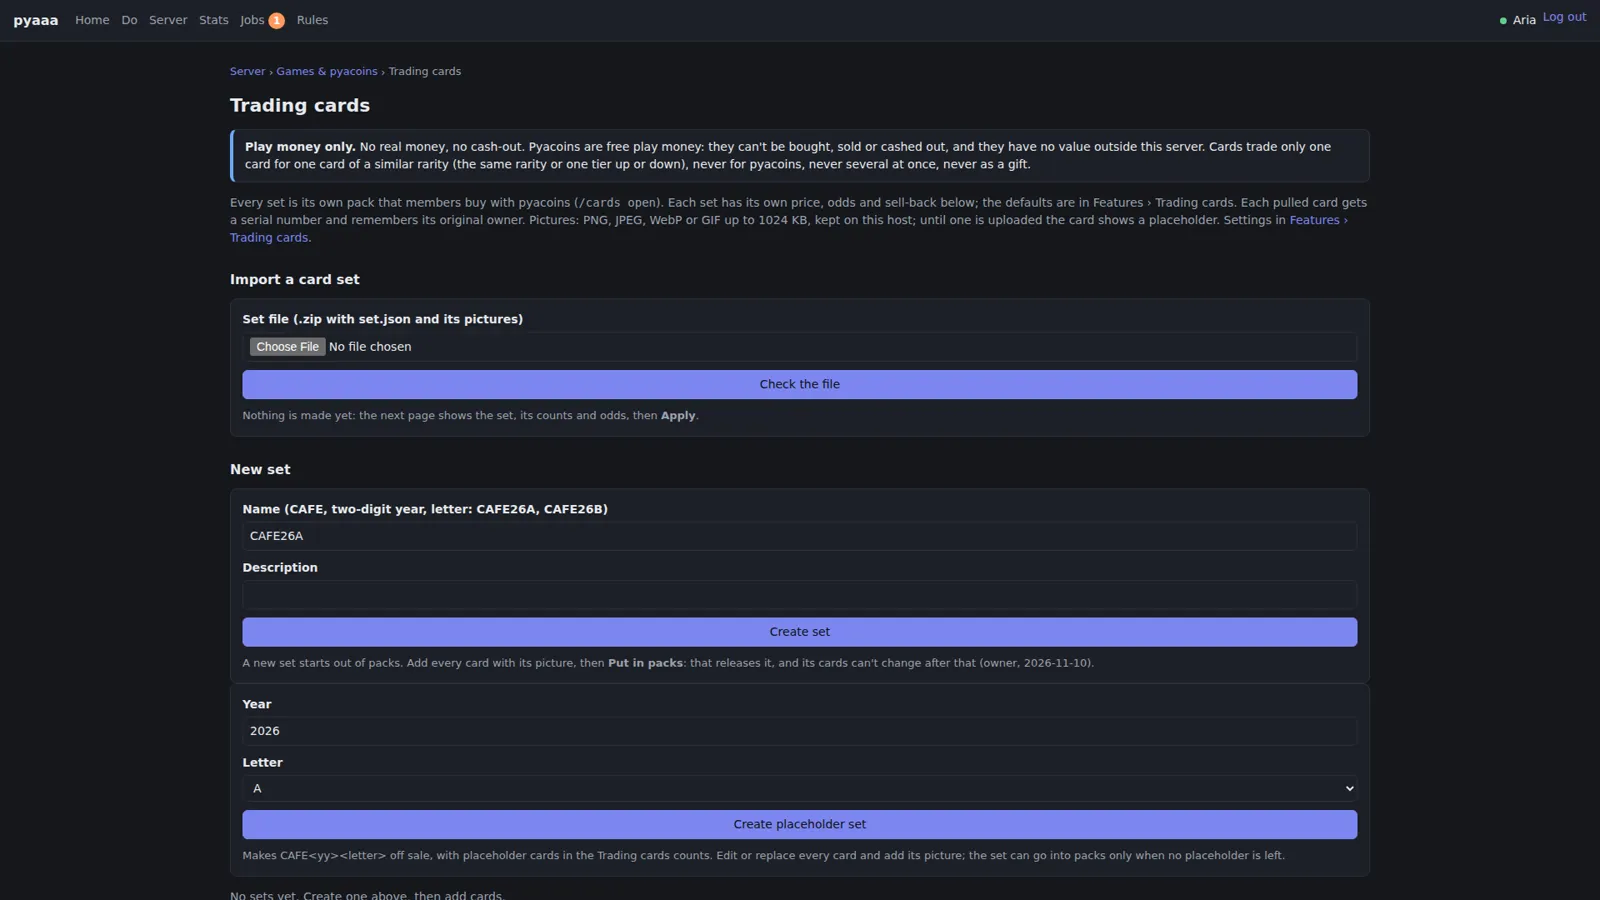 pyaaa Home Do Server Stats Jobs 1 Rules Aria Log out
Server › Games & pyacoins › Trading cards
Trading cards
Play money only. No real money, no cash-out. Pyacoins are free play money: they can't be bought, sold or cashed out, and they have no value outside this server. Cards trade only one
card for one card of a similar rarity (the same rarity or one tier up or down), never for pyacoins, never several at once, never as a gift.
Every set is its own pack that members buy with pyacoins (/cards open). Each set has its own price, odds and sell-back below; the defaults are in Features › Trading cards. Each pulled card gets
a serial number and remembers its original owner. Pictures: PNG, JPEG, WebP or GIF up to 1024 KB, kept on this host; until one is uploaded the card shows a placeholder. Settings in Features ›
Trading cards.
Import a card set
Set file (.zip with set.json and its pictures)
Choose File No file chosen
Check the file
Nothing is made yet: the next page shows the set, its counts and odds, then Apply.
New set
Name (CAFE, two-digit year, letter: CAFE26A, CAFE26B)
CAFE26A
Description
Create set
A new set starts out of packs. Add every card with its picture, then Put in packs: that releases it, and its cards can't change after that (owner, 2026-11-10).
Year
2026
Letter
A
Create placeholder set
Makes CAFE<yy><letter> off sale, with placeholder cards in the Trading cards counts. Edit or replace every card and add its picture; the set can go into packs only when no placeholder is left.
No sets yet. Create one above, then add cards.